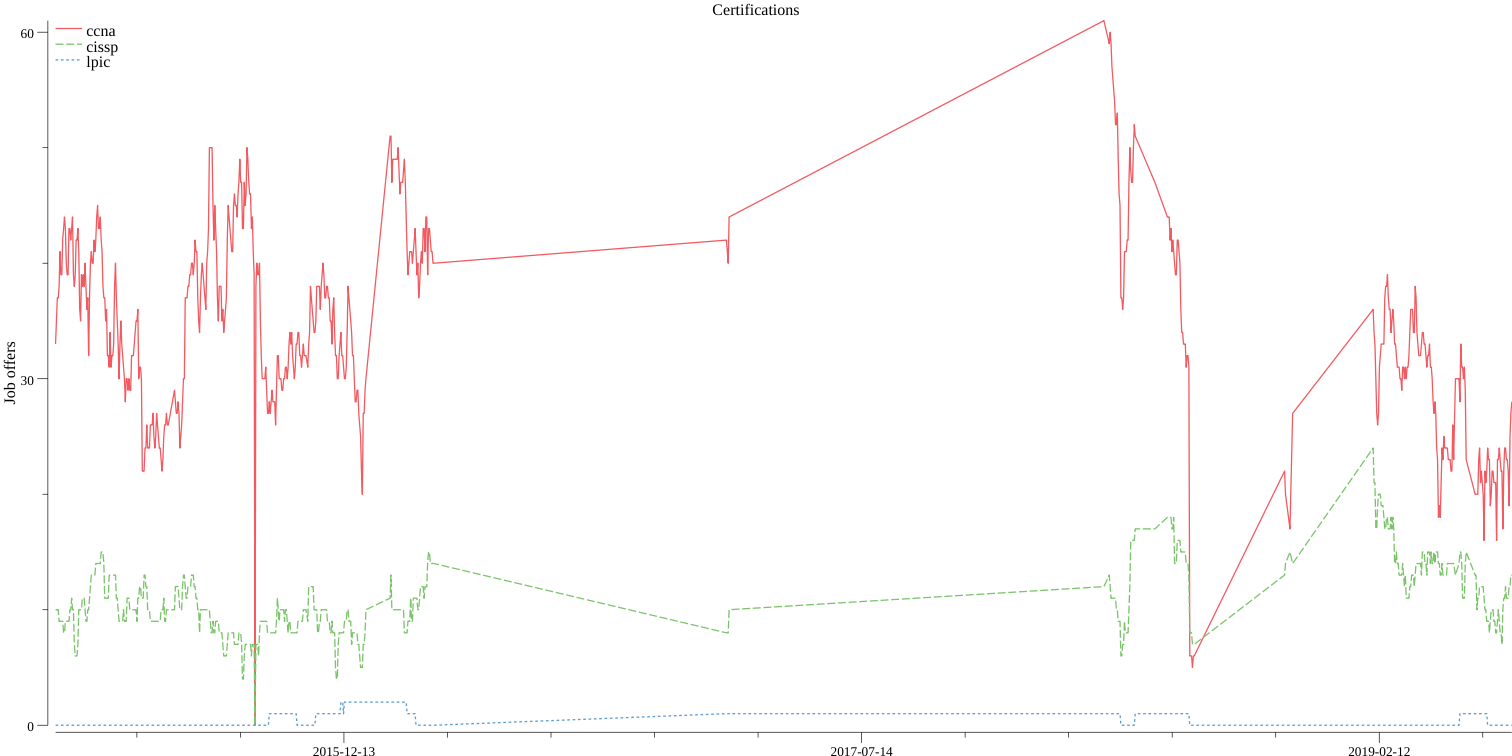 Certifications
60
ccna
cissp
lpic
Job offers
30
0
2015-12-13
2017-07-14
2019-02-12